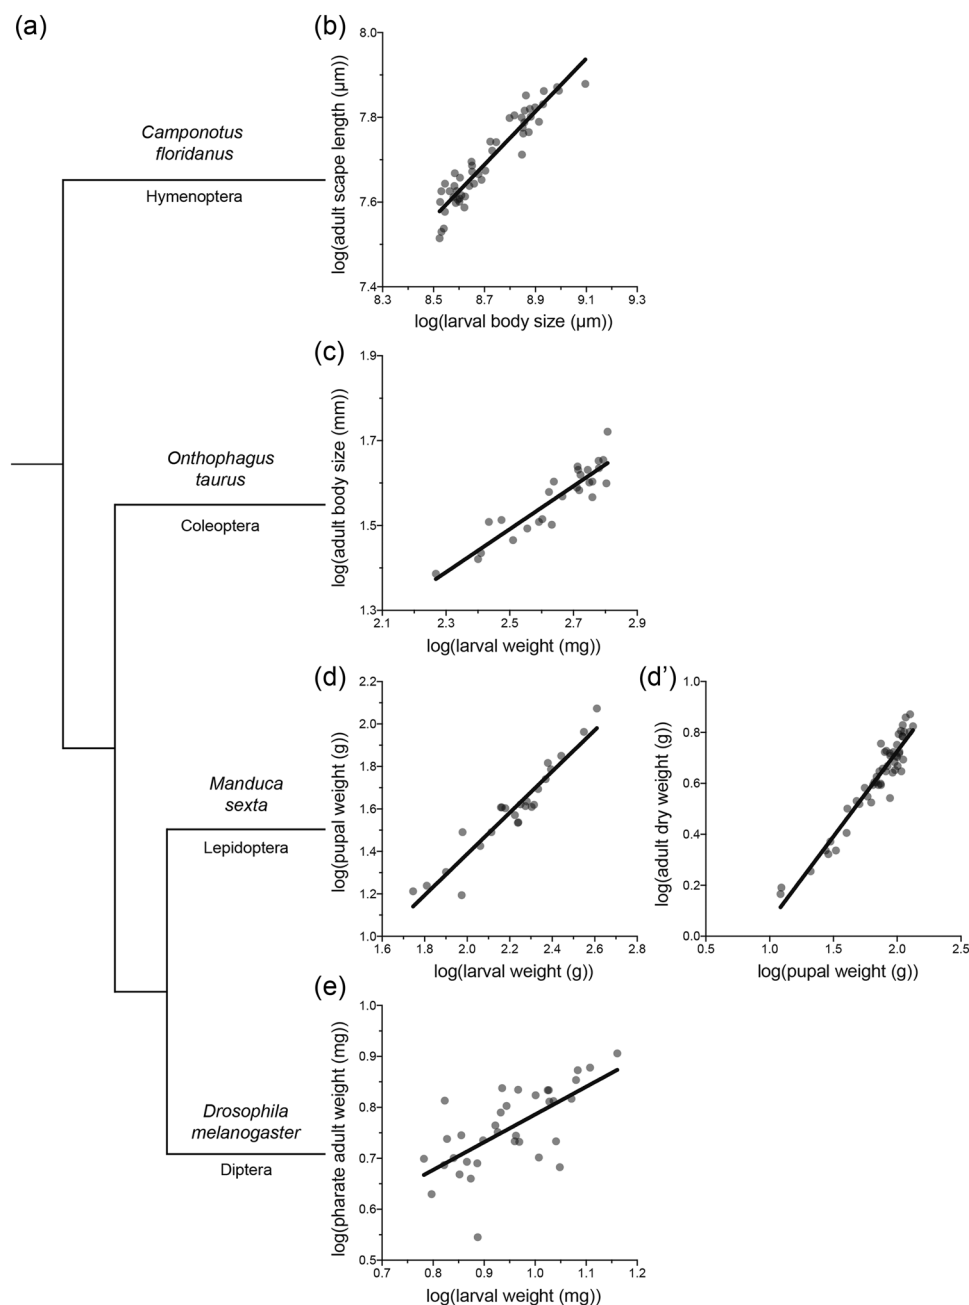 (a)
Camponotus
floridanus
Hymenoptera
Onthophagus
taurus
Coleoptera
Manduca
sexta
Lepidoptera
Drosophila
melanogaster
Diptera
(b)
log(adult scape length (µm))
8.0
7.8
7.6
7.4
8.3 8.5 8.7 8.9 9.1 9.3
log(larval body size (µm))
(c)
log(adult body size (mm))
1.9
1.7
1.5
1.3
2.1 2.3 2.5 2.7 2.9
log(larval weight (mg))
(d)
log(pupal weight (g))
2.2
2.0
1.8
1.6
1.4
1.2
1.0
1.6 1.8 2.0 2.2 2.4 2.6 2.8
log(larval weight (g))
(d’)
log(adult dry weight (g))
1.0
0.8
0.6
0.4
0.2
0.0
0.5 1.0 1.5 2.0 2.5
log(pupal weight (g))
(e)
log(pharate adult weight (mg))
1.0
0.9
0.8
0.7
0.6
0.5
0.7 0.8 0.9 1.0 1.1 1.2
log(larval weight (mg))